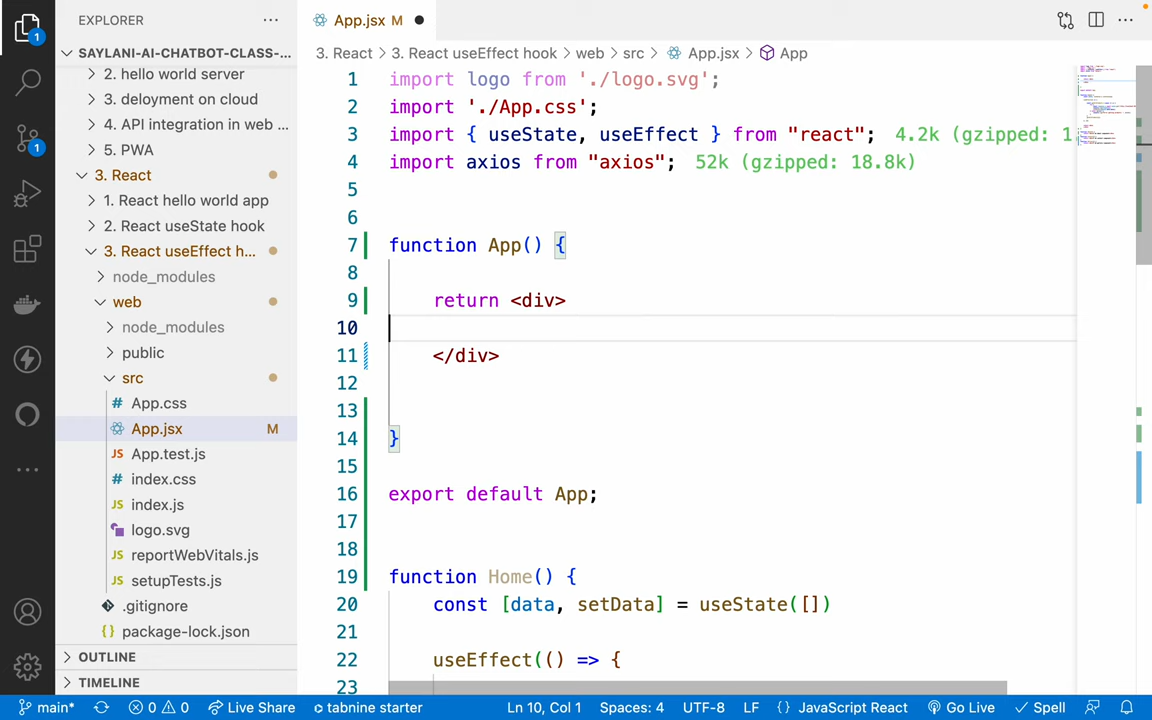 EXPLORER
SAYLANI-AI-CHATBOT-CLASS-...
2. hello world server
3. deloyment on cloud
4. API integration in web ...
5. PWA
3. React
1. React hello world app
2. React useState hook
3. React useEffect h...
node_modules
web
node_modules
public
src
# App.css
App.jsx M
JS App.test.js
# index.css
JS index.js
logo.svg
JS reportWebVitals.js
JS setupTests.js
.gitignore
{} package-lock.json
OUTLINE
TIMELINE
1
1
App.jsx M
3. React > 3. React useEffect hook > web > src > App.jsx > App
1 import logo from './logo.svg';
2 import './App.css';
3 import { useState, useEffect } from "react"; 4.2k (gzipped: 1.
4 import axios from "axios"; 52k (gzipped: 18.8k)
5
6
7 function App() {
8
9 return <div>
10
11 </div>
12
13
14 }
15
16 export default App;
17
18
19 function Home() {
20 const [data, setData] = useState([])
21
22 useEffect(() => {
23
main* 0 0 Live Share tabnine starter Ln 10, Col 1 Spaces: 4 UTF-8 LF {} JavaScript React Go Live Spell